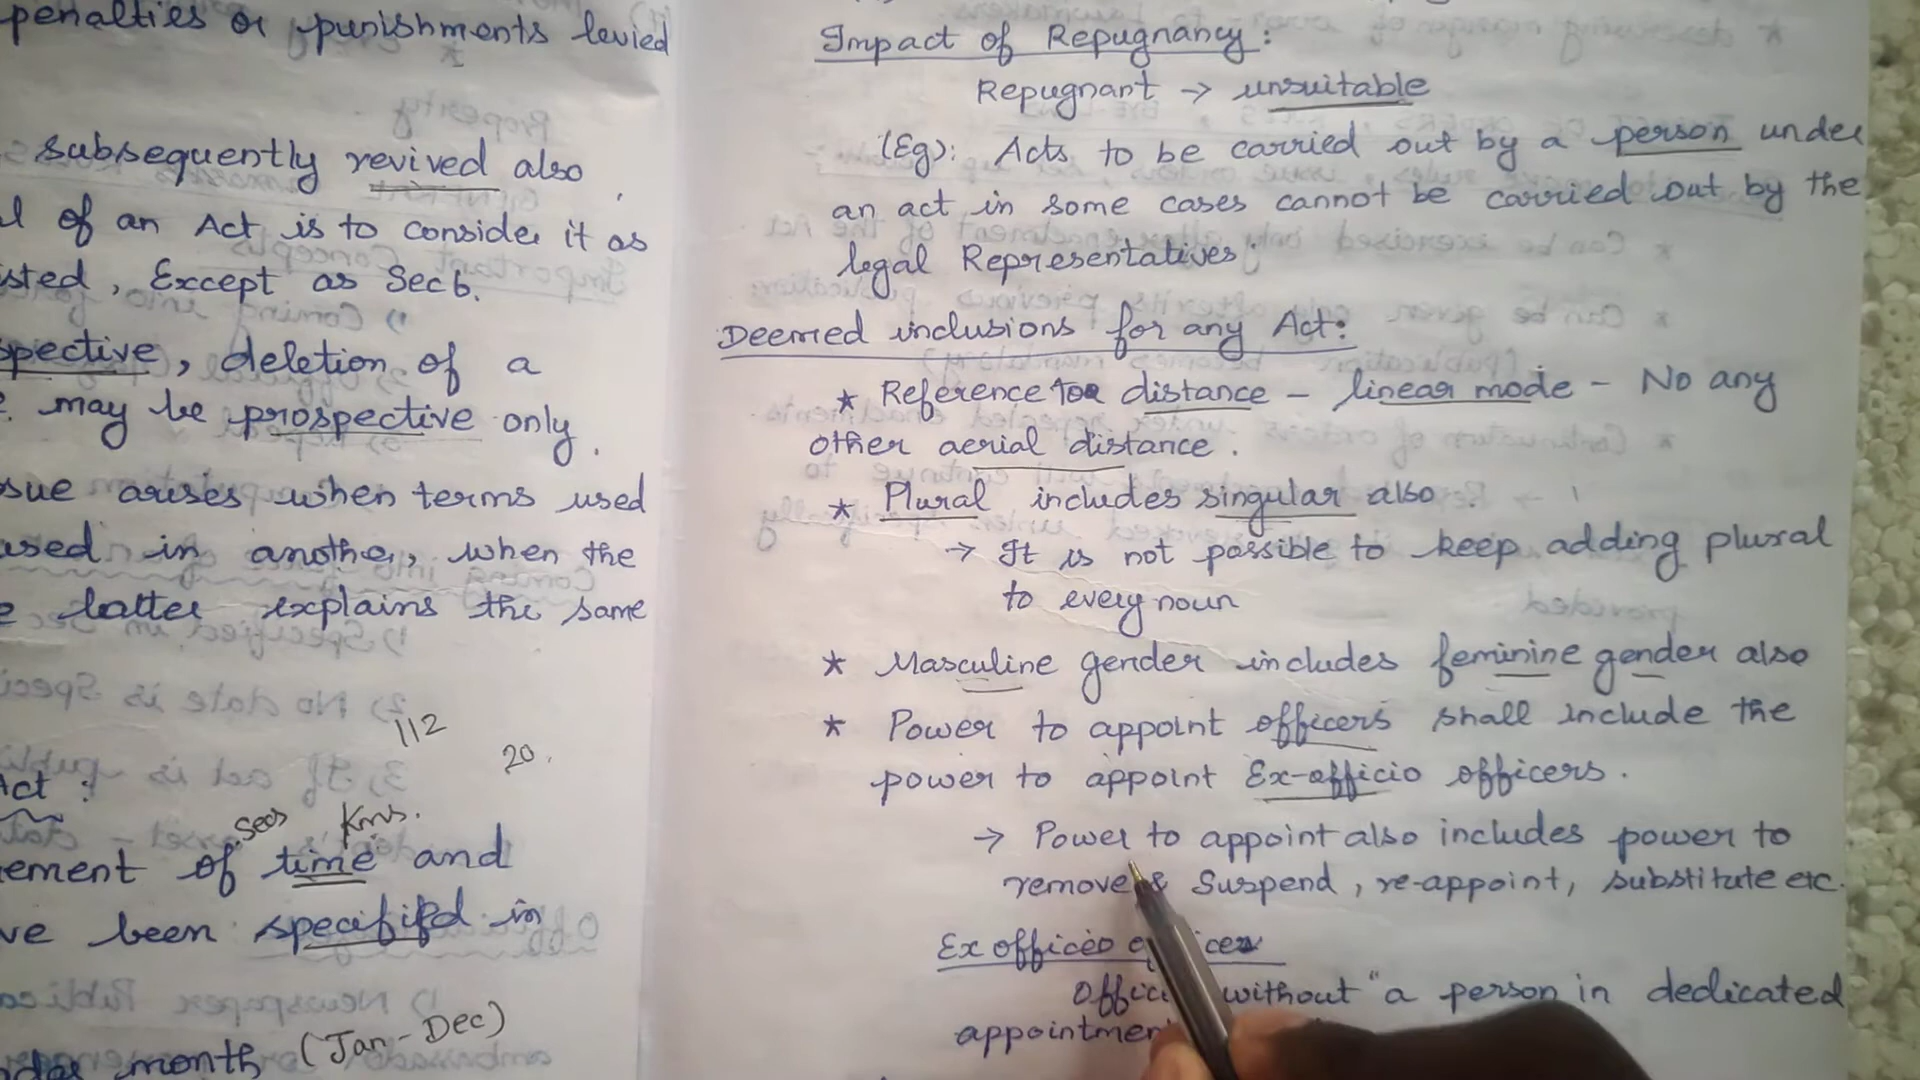 penalties or punishments levied
subsequently revived also
of an Act is to consider it as
, Except as Sec 6.
, deletion of a
may be prospective only.
arises when terms used
used in another, when the
latter explains the same
112
20.
Act :
Secs Kms.
of time and
been specified in
(Jan-Dec)
month
Impact of Repugnancy:
Repugnant → unsuitable
(Eg): Acts to be carried out by a person under
an act in some cases cannot be carried out by the
legal Representatives.
Deemed inclusions for any Act:
★ Reference to distance - linear mode - No any
other aerial distance.
★ Plural includes singular also.
→ It is not possible to keep adding plural
to every noun
★ Masculine gender includes feminine gender also
★ Power to appoint officers shall include the
power to appoint Ex-officio officers.
→ Power to appoint also includes power to
remove & Suspend, re-appoint, substitute etc.
Ex officio
without "a person in dedicated